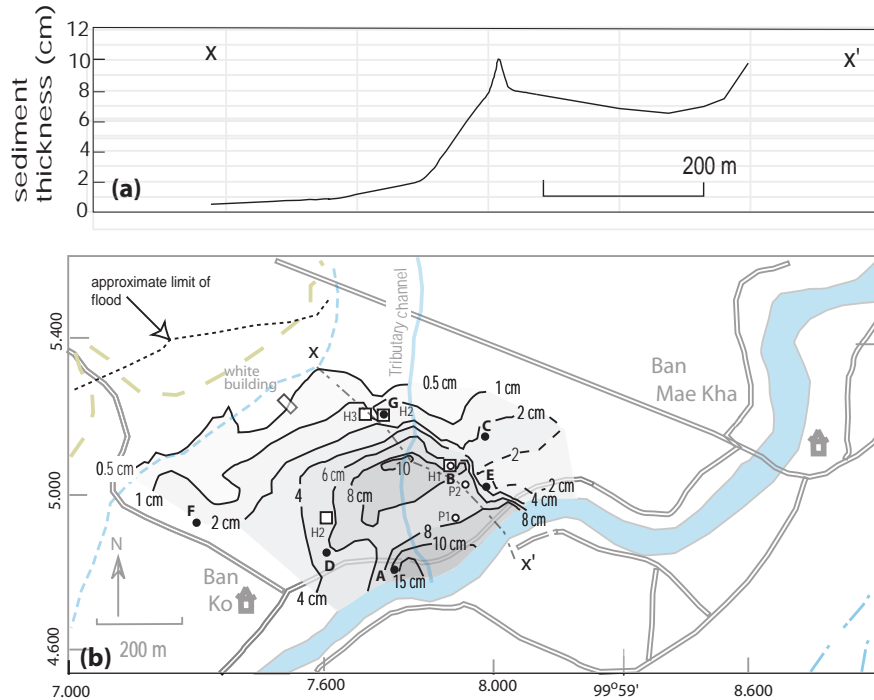 sediment
thickness (cm)
12
10
8
6
4
2
0
X
X'
(a)
200 m
approximate limit of
flood
white
building
Tributary channel
X
0.5 cm
1 cm
2 cm
Ban
Mae Kha
G
H3
H2
C
2
10
6 cm
4
8 cm
H1
B
P2
E
2 cm
4 cm
8 cm
0.5 cm
1 cm
2 cm
F
H2
P1
8
10 cm
X'
D
A
15 cm
4 cm
Ban
Ko
N
200 m
(b)
5.400
5.000
4.600
7.000
7.600
8.000
99°59'
8.600